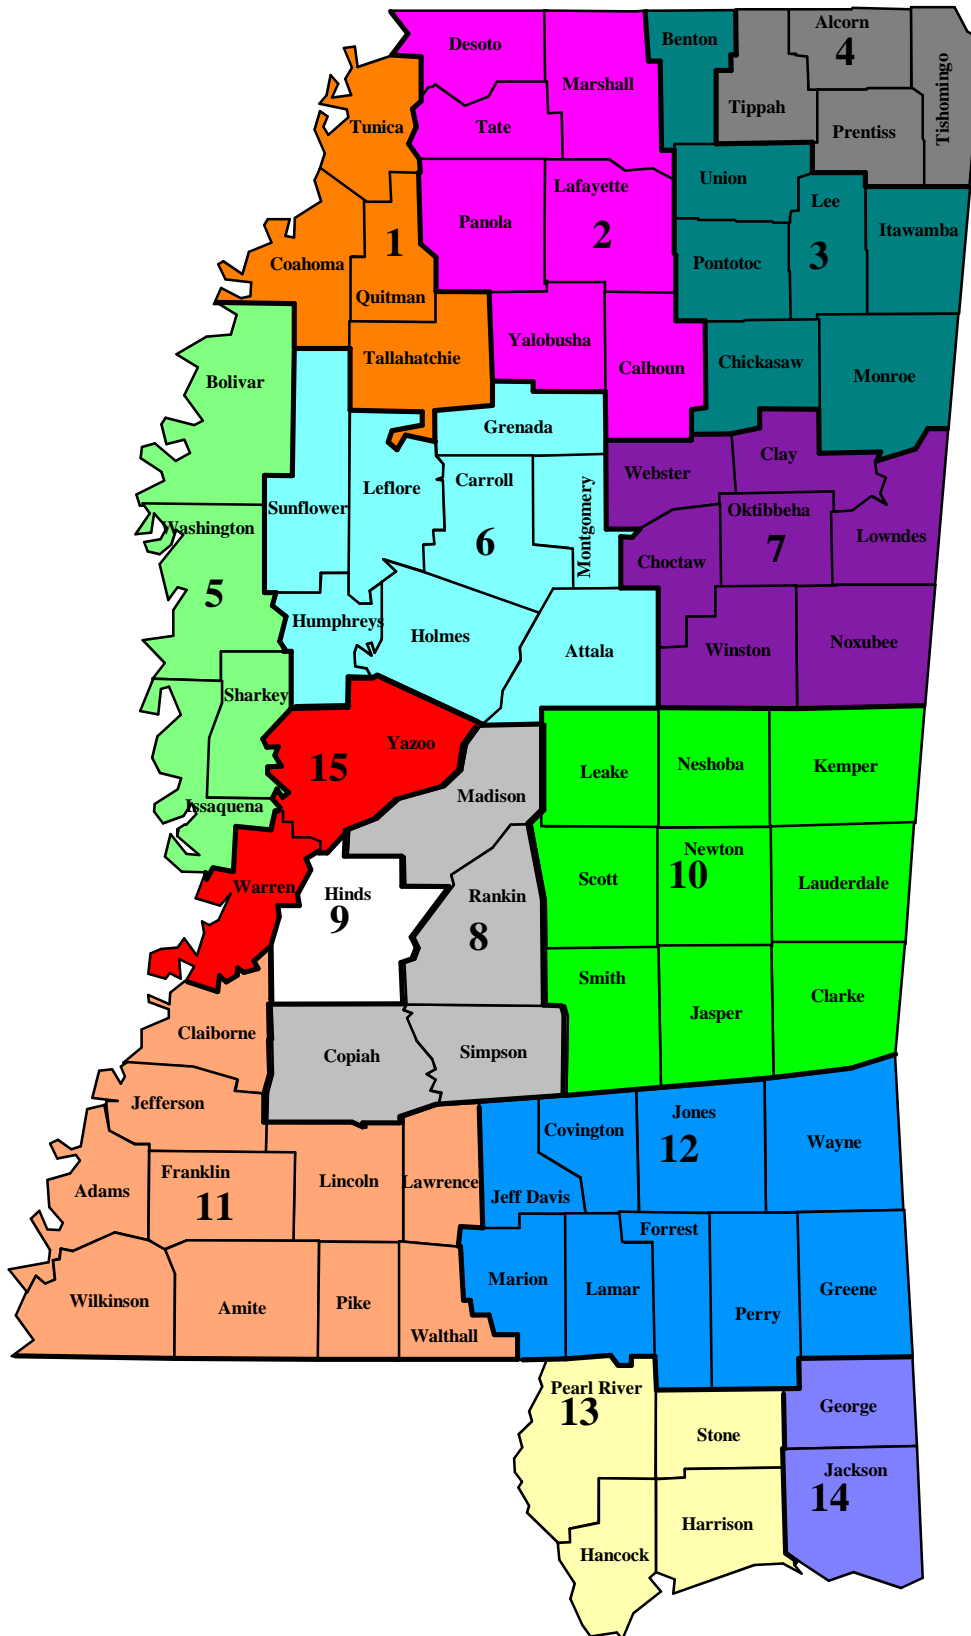 Desoto
Marshall
Benton
Alcorn
4
Tippah
Prentiss
Tishomingo
Tunica
Tate
Union
Lafayette
Lee
Panola
2
Itawamba
1
Coahoma
Pontotoc
3
Quitman
Yalobusha
Tallahatchie
Calhoun
Chickasaw
Monroe
Bolivar
Grenada
Clay
Webster
Carroll
Leflore
Montgomery
Sunflower
Oktibbeha
Washington
Lowndes
6
7
Choctaw
5
Humphreys
Holmes
Attala
Winston
Noxubee
Sharkey
Yazoo
15
Leake
Neshoba
Kemper
Madison
Issaquena
Newton
10
Scott
Lauderdale
Warren
Hinds
9
Rankin
8
Smith
Clarke
Jasper
Claiborne
Copiah
Simpson
Jefferson
Covington
Jones
12
Wayne
Franklin
11
Adams
Lincoln
Lawrence
Jeff Davis
Forrest
Marion
Lamar
Greene
Perry
Wilkinson
Amite
Pike
Walthall
Pearl River
13
George
Stone
Jackson
14
Harrison
Hancock